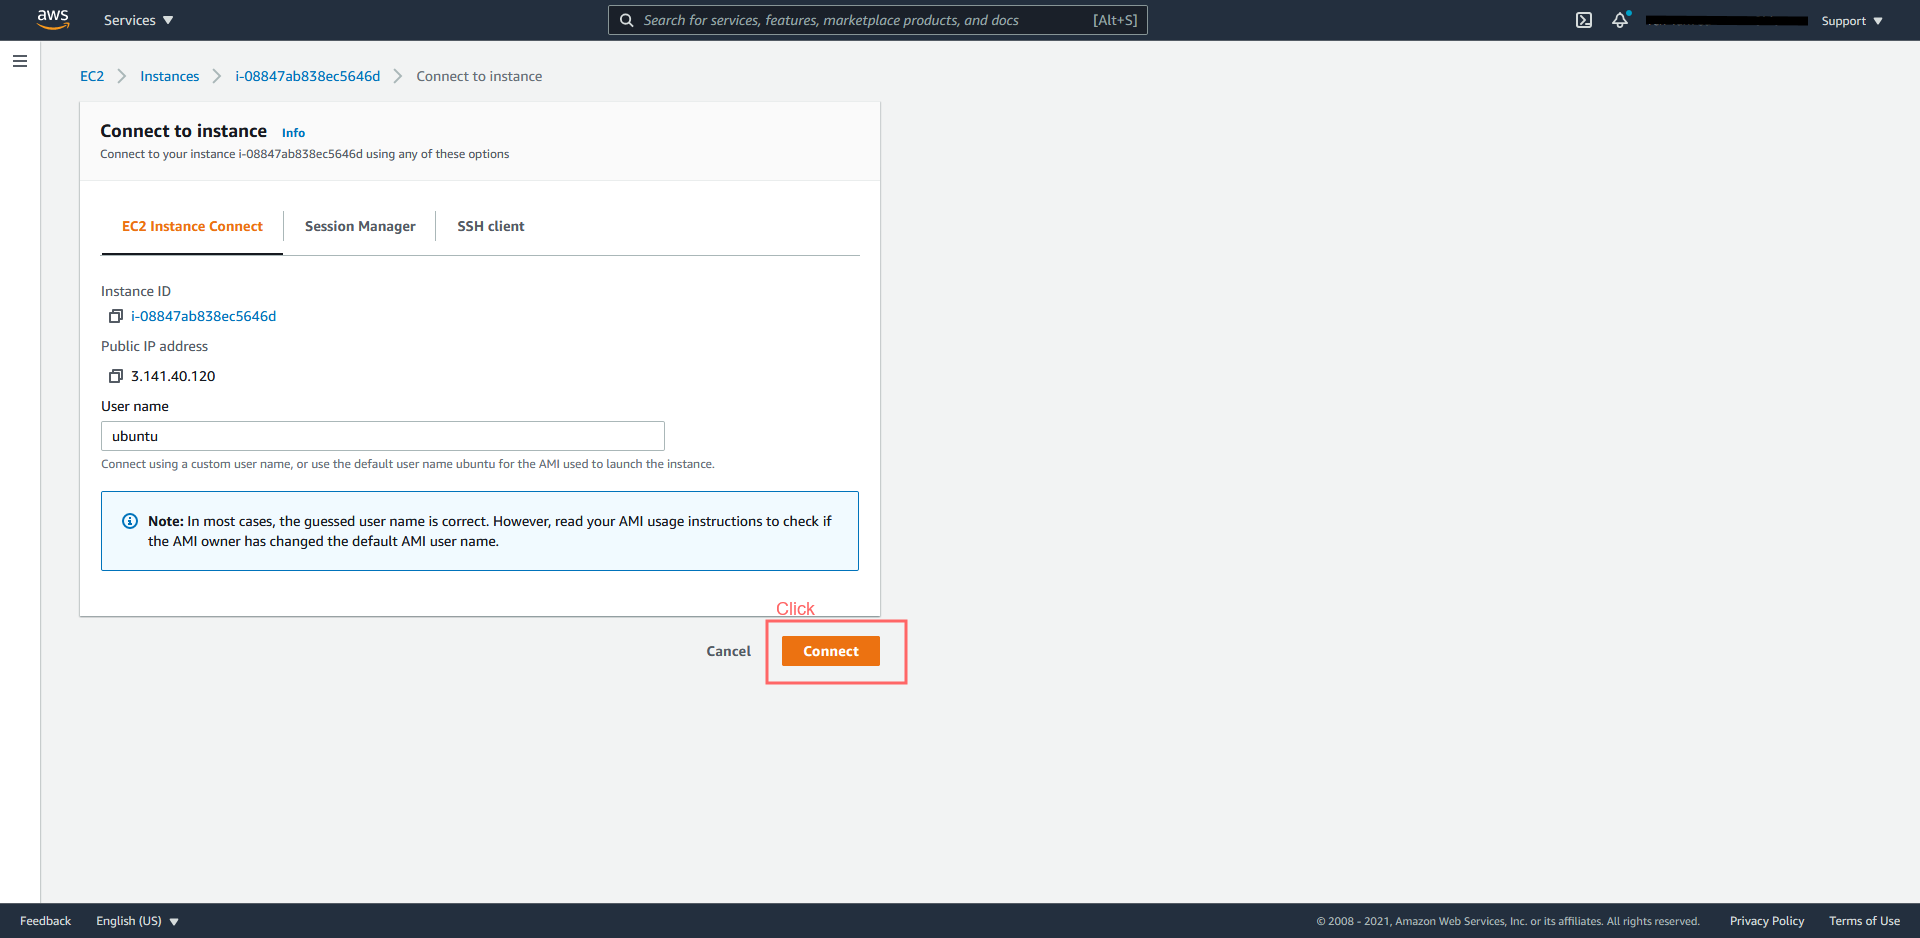 aws
Services
Search for services, features, marketplace products, and docs
[Alt+S]
Support
EC2
Instances
i-08847ab838ec5646d
Connect to instance
Connect to instance
Info
Connect to your instance i-08847ab838ec5646d using any of these options
EC2 Instance Connect
Session Manager
SSH client
Instance ID
i-08847ab838ec5646d
Public IP address
3.141.40.120
User name
ubuntu
Connect using a custom user name, or use the default user name ubuntu for the AMI used to launch the instance.
Note: In most cases, the guessed user name is correct. However, read your AMI usage instructions to check if
the AMI owner has changed the default AMI user name.
Click
Cancel
Connect
Feedback
English (US)
© 2008 - 2021, Amazon Web Services, Inc. or its affiliates. All rights reserved.
Privacy Policy
Terms of Use